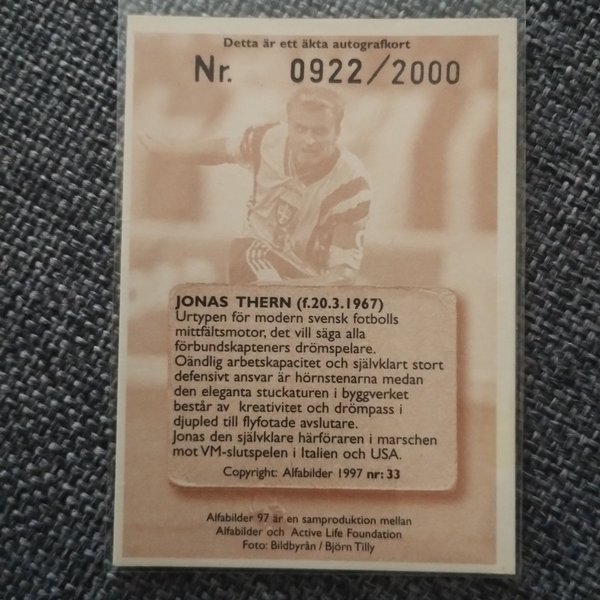 Detta är ett äkta autografkort
Nr. 0922/2000
JONAS THERN (f.20.3.1967)
Urtypen för modern svensk fotbolls
mittfältsmotor, det vill säga alla
förbundskapteners drömspelare.
Oändlig arbetskapacitet och självklart stort
defensivt ansvar är hörnstenarna medan
den eleganta stuckaturen i byggverket
består av kreativitet och drömpass i
djupled till flyfotade avslutare.
Jonas den självklare härföraren i marschen
mot VM-slutspelen i Italien och USA.
Copyright: Alfabilder 1997 nr: 33
Alfabilder 97 är en samproduktion mellan
Alfabilder och Active Life Foundation
Foto: Bildbyrån / Björn Tilly